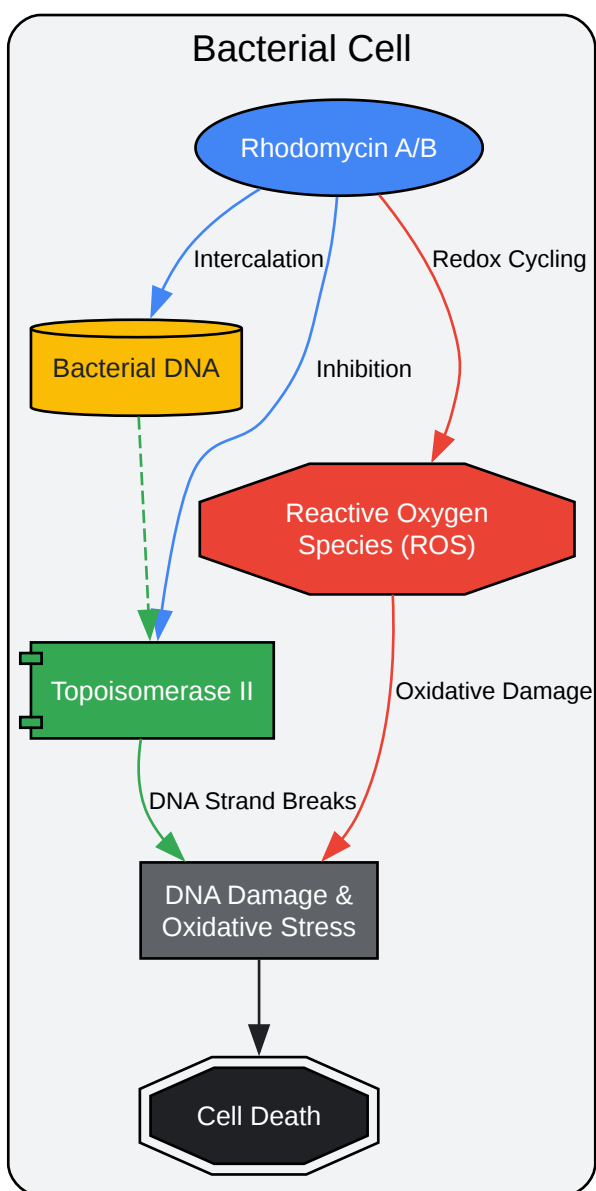 Bacterial Cell
Rhodomycin A/B
Intercalation
Redox Cycling
Bacterial DNA
Inhibition
Reactive Oxygen
Species (ROS)
Topoisomerase II
Oxidative Damage
DNA Strand Breaks
DNA Damage &
Oxidative Stress
Cell Death